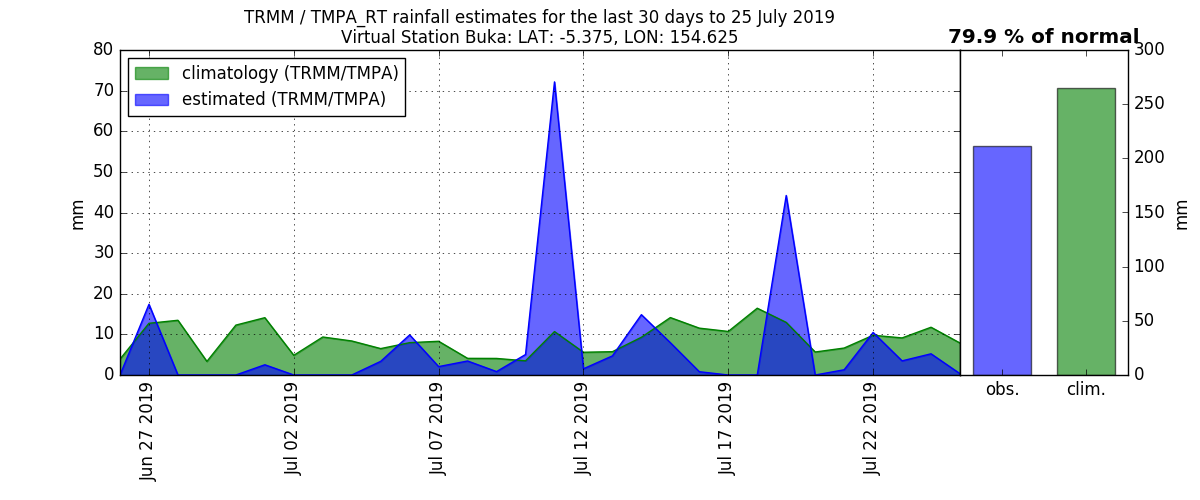 TRMM / TMPA_RT rainfall estimates for the last 30 days to 25 July 2019
Virtual Station Buka: LAT: -5.375, LON: 154.625
79.9 % of normal
climatology (TRMM/TMPA)
estimated (TRMM/TMPA)
80
70
60
50
40
30
20
10
0
mm
Jun 27 2019
Jul 02 2019
Jul 07 2019
Jul 12 2019
Jul 17 2019
Jul 22 2019
obs.
clim.
300
250
200
150
100
50
0
mm